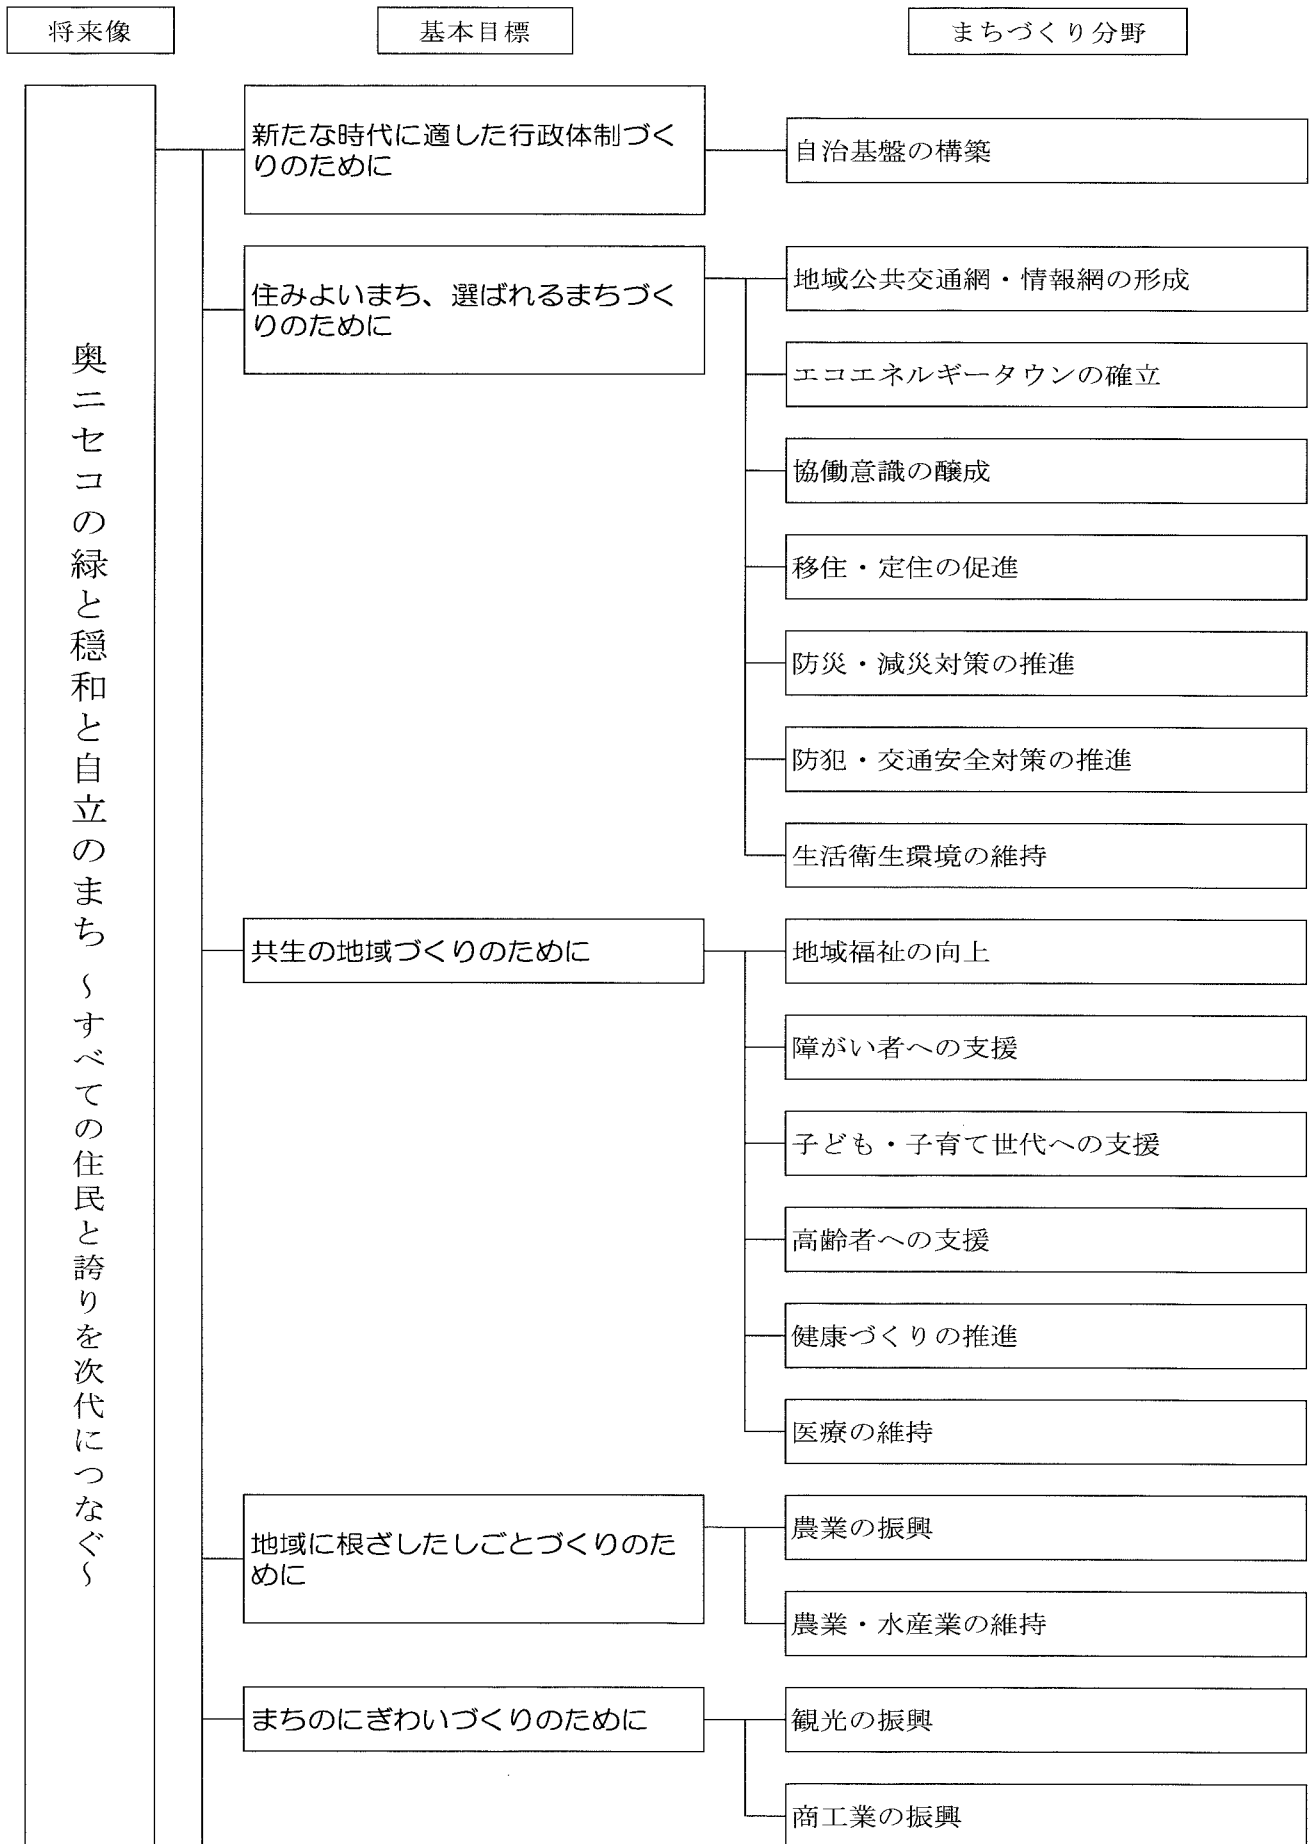 将来像
基本目標
まちづくり分野
奥ニセコの緑と穏和と自立のまち ～すべての住民と誇りを次代につなぐ～
新たな時代に適した行政体制づく
りのために
自治基盤の構築
住みよいまち、選ばれるまちづく
りのために
地域公共交通網・情報網の形成
エコエネルギータウンの確立
協働意識の醸成
移住・定住の促進
防災・減災対策の推進
防犯・交通安全対策の推進
生活衛生環境の維持
共生の地域づくりのために
地域福祉の向上
障がい者への支援
子ども・子育て世代への支援
高齢者への支援
健康づくりの推進
医療の維持
地域に根ざしたしごとづくりのた
めに
農業の振興
農業・水産業の維持
まちのにぎわいづくりのために
観光の振興
商工業の振興